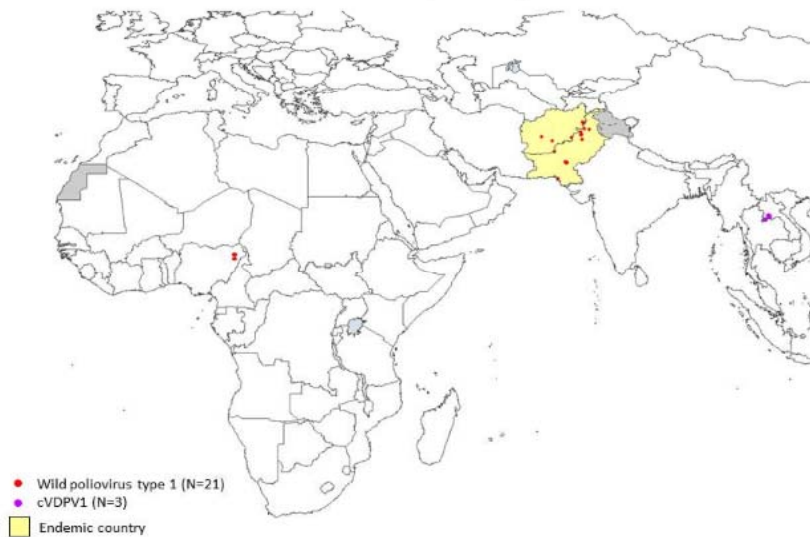 Wild poliovirus type 1 (N=21)
cVDPV1 (N=3)
Endemic country